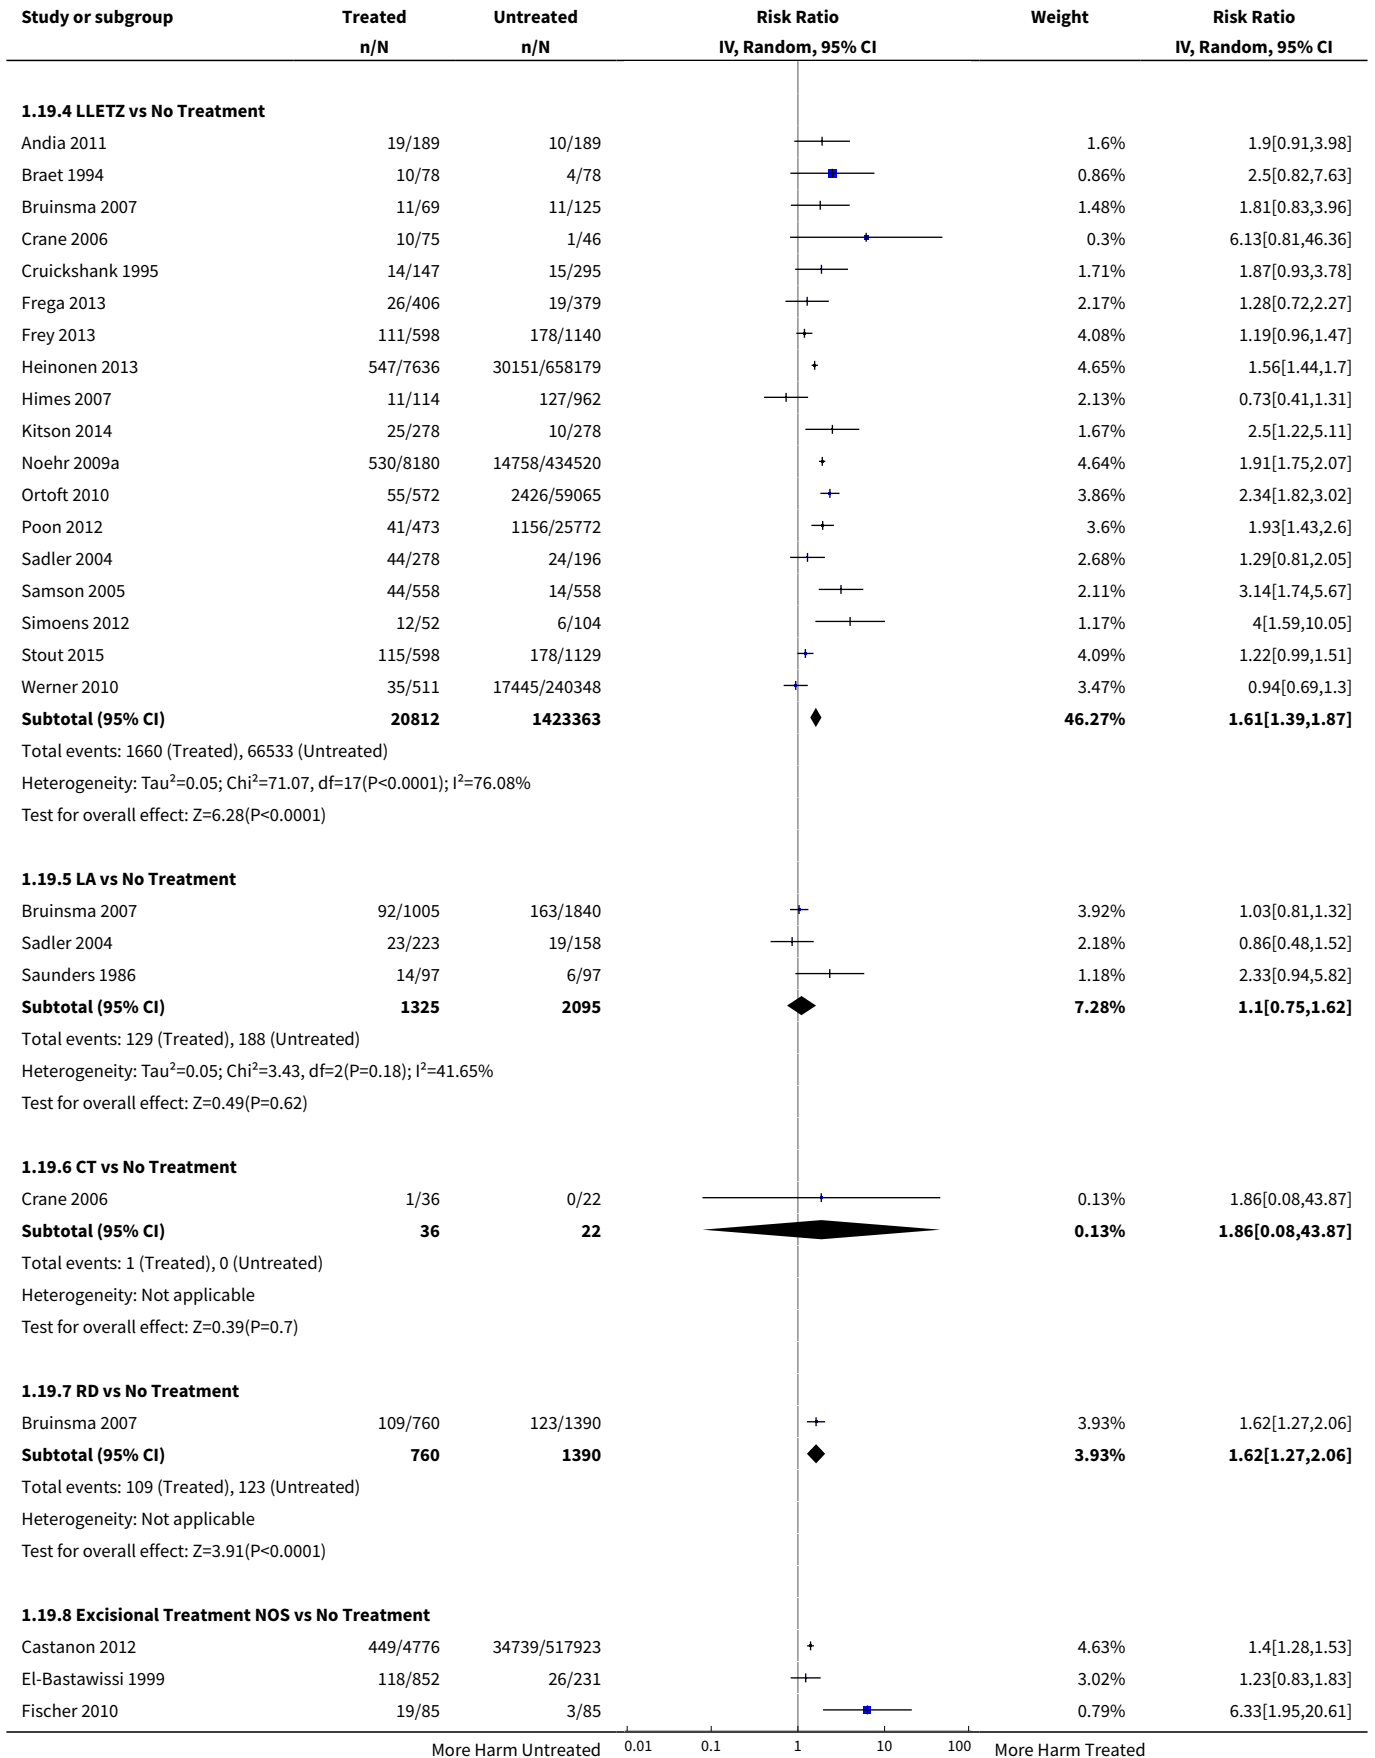 Study or subgroup Treated Untreated Risk Ratio Weight Risk Ratio
n/N n/N IV, Random, 95% CI IV, Random, 95% CI
1.19.4 LLETZ vs No Treatment
Andia 2011 19/189 10/189 1.6% 1.9[0.91,3.98]
Braet 1994 10/78 4/78 0.86% 2.5[0.82,7.63]
Bruinsma 2007 11/69 11/125 1.48% 1.81[0.83,3.96]
Crane 2006 10/75 1/46 0.3% 6.13[0.81,46.36]
Cruickshank 1995 14/147 15/295 1.71% 1.87[0.93,3.78]
Frega 2013 26/406 19/379 2.17% 1.28[0.72,2.27]
Frey 2013 111/598 178/1140 4.08% 1.19[0.96,1.47]
Heinonen 2013 547/7636 30151/658179 4.65% 1.56[1.44,1.7]
Himes 2007 11/114 127/962 2.13% 0.73[0.41,1.31]
Kitson 2014 25/278 10/278 1.67% 2.5[1.22,5.11]
Noehr 2009a 530/8180 14758/434520 4.64% 1.91[1.75,2.07]
Ortoft 2010 55/572 2426/59065 3.86% 2.34[1.82,3.02]
Poon 2012 41/473 1156/25772 3.6% 1.93[1.43,2.6]
Sadler 2004 44/278 24/196 2.68% 1.29[0.81,2.05]
Samson 2005 44/558 14/558 2.11% 3.14[1.74,5.67]
Simoens 2012 12/52 6/104 1.17% 4[1.59,10.05]
Stout 2015 115/598 178/1129 4.09% 1.22[0.99,1.51]
Werner 2010 35/511 17445/240348 3.47% 0.94[0.69,1.3]
Subtotal (95% CI) 20812 1423363 46.27% 1.61[1.39,1.87]
Total events: 1660 (Treated), 66533 (Untreated)
Heterogeneity: Tau²=0.05; Chi²=71.07, df=17(P<0.0001); I²=76.08%
Test for overall effect: Z=6.28(P<0.0001)
1.19.5 LA vs No Treatment
Bruinsma 2007 92/1005 163/1840 3.92% 1.03[0.81,1.32]
Sadler 2004 23/223 19/158 2.18% 0.86[0.48,1.52]
Saunders 1986 14/97 6/97 1.18% 2.33[0.94,5.82]
Subtotal (95% CI) 1325 2095 7.28% 1.1[0.75,1.62]
Total events: 129 (Treated), 188 (Untreated)
Heterogeneity: Tau²=0.05; Chi²=3.43, df=2(P=0.18); I²=41.65%
Test for overall effect: Z=0.49(P=0.62)
1.19.6 CT vs No Treatment
Crane 2006 1/36 0/22 0.13% 1.86[0.08,43.87]
Subtotal (95% CI) 36 22 0.13% 1.86[0.08,43.87]
Total events: 1 (Treated), 0 (Untreated)
Heterogeneity: Not applicable
Test for overall effect: Z=0.39(P=0.7)
1.19.7 RD vs No Treatment
Bruinsma 2007 109/760 123/1390 3.93% 1.62[1.27,2.06]
Subtotal (95% CI) 760 1390 3.93% 1.62[1.27,2.06]
Total events: 109 (Treated), 123 (Untreated)
Heterogeneity: Not applicable
Test for overall effect: Z=3.91(P<0.0001)
1.19.8 Excisional Treatment NOS vs No Treatment
Castanon 2012 449/4776 34739/517923 4.63% 1.4[1.28,1.53]
El-Bastawissi 1999 118/852 26/231 3.02% 1.23[0.83,1.83]
Fischer 2010 19/85 3/85 0.79% 6.33[1.95,20.61]
More Harm Untreated 0.01 0.1 1 10 100 More Harm Treated